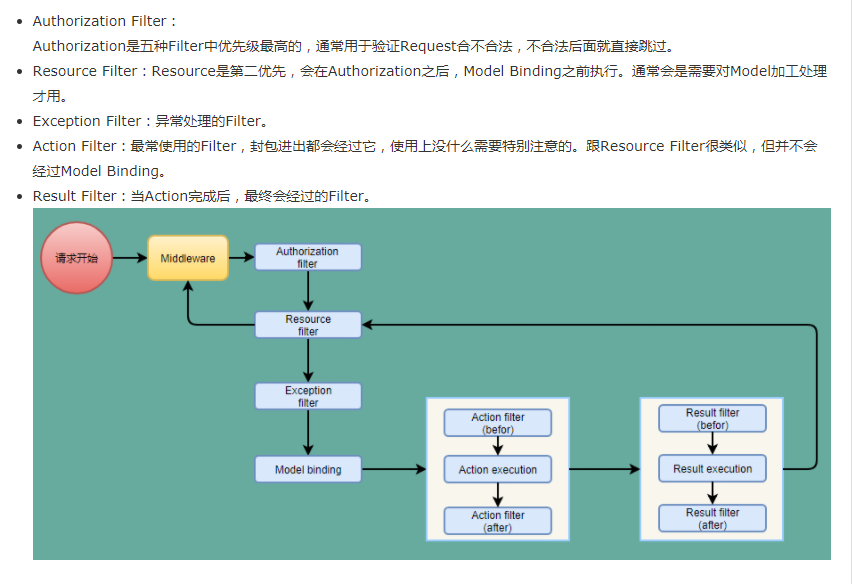 Authorization Filter：
Authorization是五种Filter中优先级最高的，通常用于验证Request合不合法，不合法后面就直接跳过。
Resource Filter：Resource是第二优先，会在Authorization之后，Model Binding之前执行。通常会是需要对Model加工处理
才用。
Exception Filter：异常处理的Filter。
Action Filter：最常使用的Filter，封包进出都会经过它，使用上没什么需要特别注意的。跟Resource Filter很类似，但并不会
经过Model Binding。
Result Filter：当Action完成后，最终会经过的Filter。
请求开始
Middleware
Authorization
filter
Resource
filter
Exception
filter
Model binding
Action filter
(befor)
Action execution
Action filter
(after)
Result filter
(befor)
Result execution
Result filter
(after)